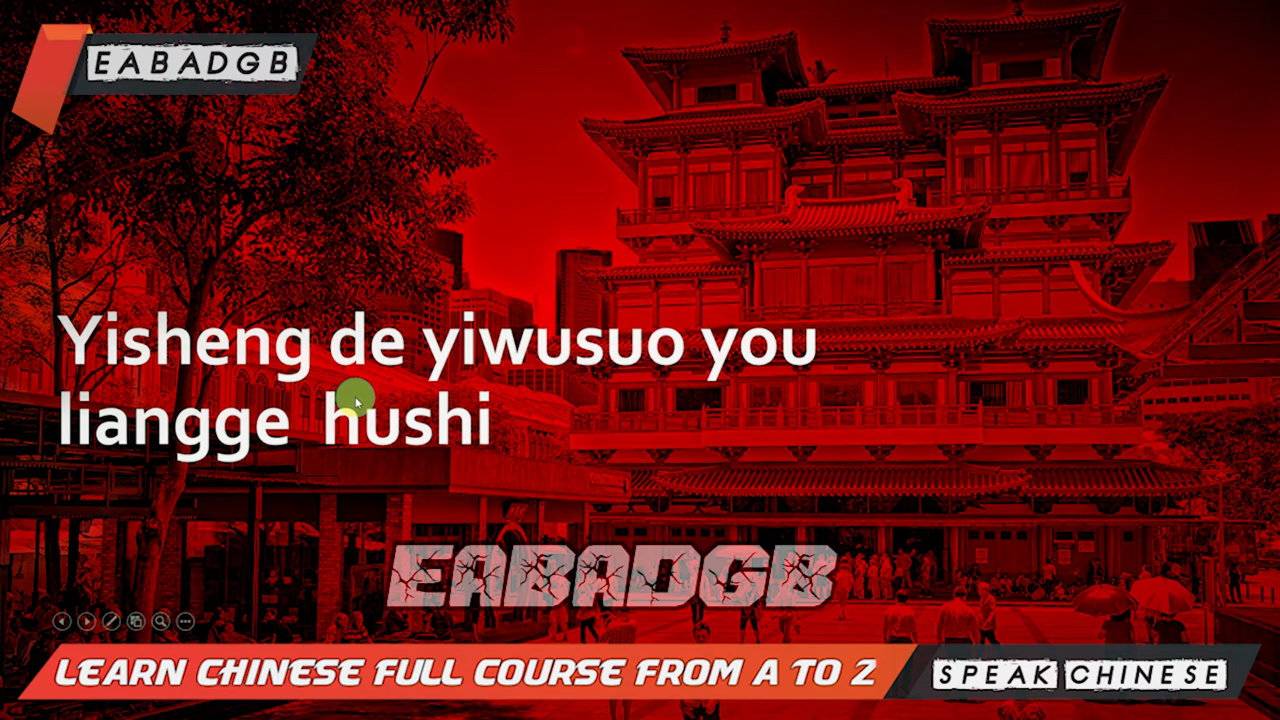 EABADGB
Yisheng de yiwusuo you
liangge hushi
EABADGB
LEARN CHINESE FULL COURSE FROM A TO Z
SPEAK CHINESE